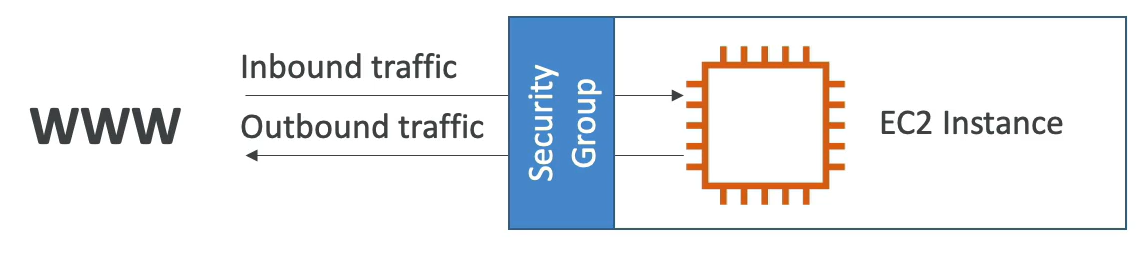 WWW
Inbound traffic
Outbound traffic
Security
Group
EC2 Instance